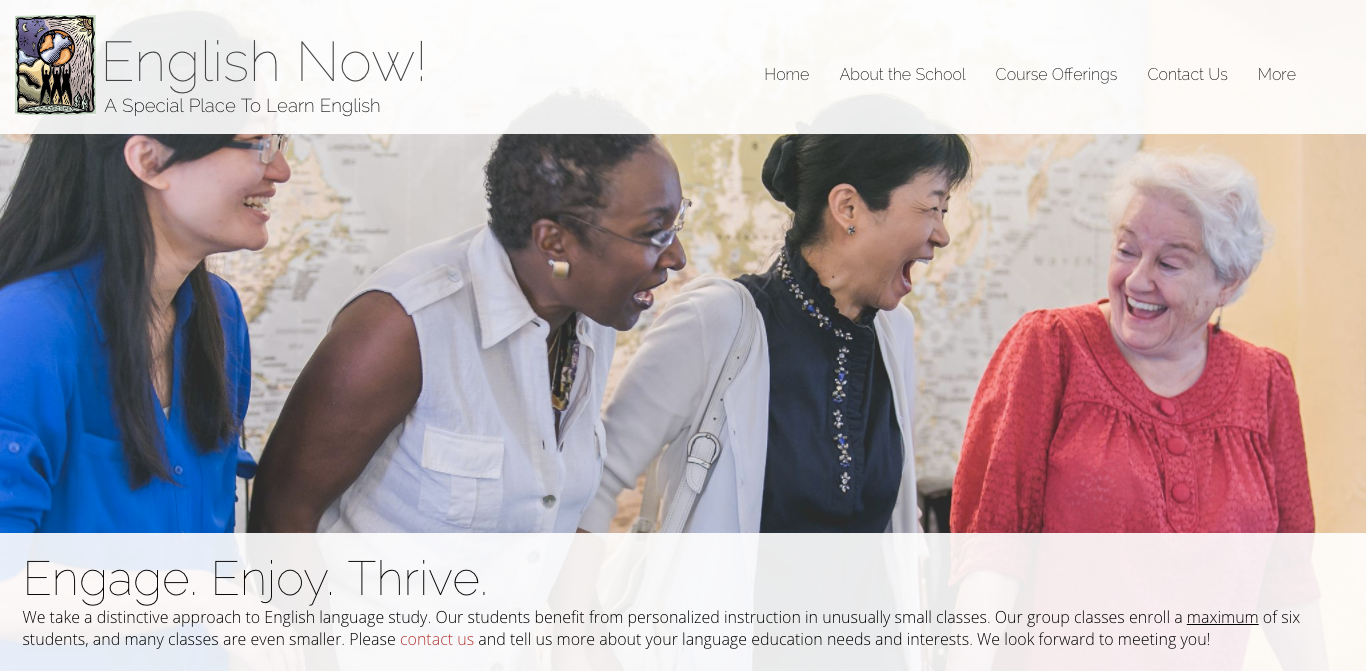 English Now!
A Special Place To Learn English
Home About the School Course Offerings Contact Us More
Engage. Enjoy. Thrive.
We take a distinctive approach to English language study. Our students benefit from personalized instruction in unusually small classes. Our group classes enroll a maximum of six
students, and many classes are even smaller. Please contact us and tell us more about your language education needs and interests. We look forward to meeting you!